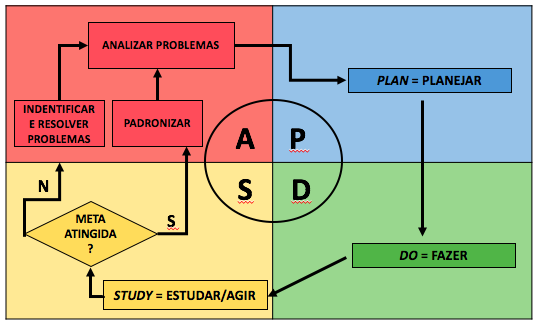 ANALIZAR PROBLEMAS
PLAN = PLANEJAR
INDENTIFICAR
E RESOLVER
PROBLEMAS
PADRONIZAR
A P
S D
N
S
META
ATINGIDA
?
DO = FAZER
STUDY = ESTUDAR/AGIR